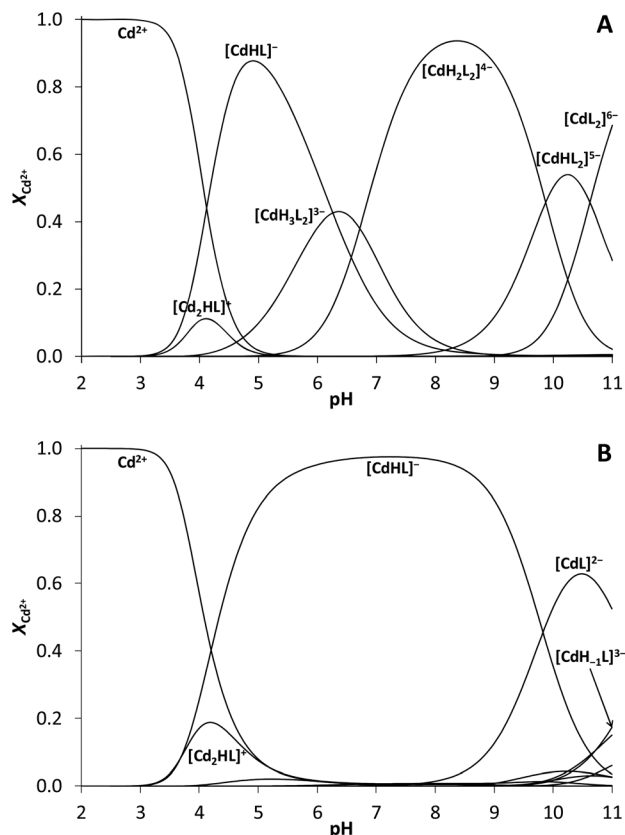 A
1.0
Cd²⁺
[CdHL]⁻
[CdH₂L₂]⁴⁻
0.8
[CdL₂]⁶⁻
0.6
[CdHL₂]⁵⁻
X_Cd²⁺
[CdH₃L₂]³⁻
0.4
0.2
[Cd₂HL]⁺
0.0
2 3 4 5 6 7 8 9 10 11
pH
B
1.0
Cd²⁺
[CdHL]⁻
0.8
[CdL]²⁻
0.6
X_Cd²⁺
0.4
[CdH₋₁L]³⁻
0.2
[Cd₂HL]⁺
0.0
2 3 4 5 6 7 8 9 10 11
pH